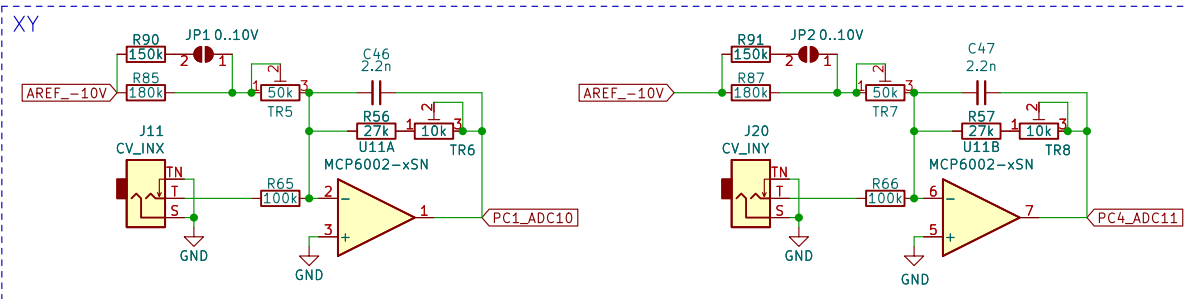 XY
R90
150k
JP1 0..10V
2
1
AREF_-10V
R85
180k
1
2
3
50k
TR5
C46
2.2n
R56
27k
1
2
3
10k
TR6
U11A
MCP6002-xSN
J11
CV_INX
TN
T
S
GND
R65
100k
2
−
3
+
1
GND
PC1_ADC10
R91
150k
JP2 0..10V
2
1
AREF_-10V
R87
180k
1
2
3
50k
TR7
C47
2.2n
R57
27k
1
2
3
10k
TR8
U11B
MCP6002-xSN
J20
CV_INY
TN
T
S
GND
R66
100k
6
−
5
+
7
GND
PC4_ADC11